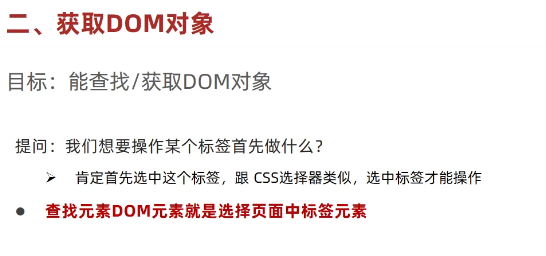 二、获取DOM对象
目标：能查找/获取DOM对象
提问：我们想要操作某个标签首先做什么？
肯定首先选中这个标签，跟 CSS选择器类似，选中标签才能操作
查找元素DOM元素就是选择页面中标签元素